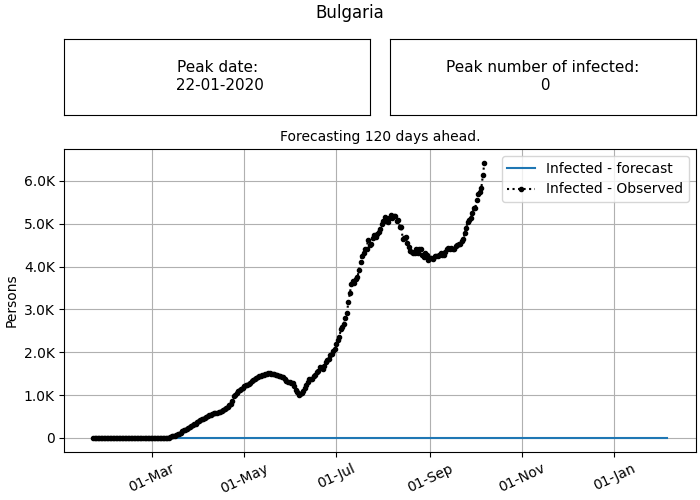 Bulgaria
Peak date:
22-01-2020
Peak number of infected:
0
Forecasting 120 days ahead.
Infected - forecast
Infected - Observed
Persons
6.0K
5.0K
4.0K
3.0K
2.0K
1.0K
0
01-Mar
01-May
01-Jul
01-Sep
01-Nov
01-Jan